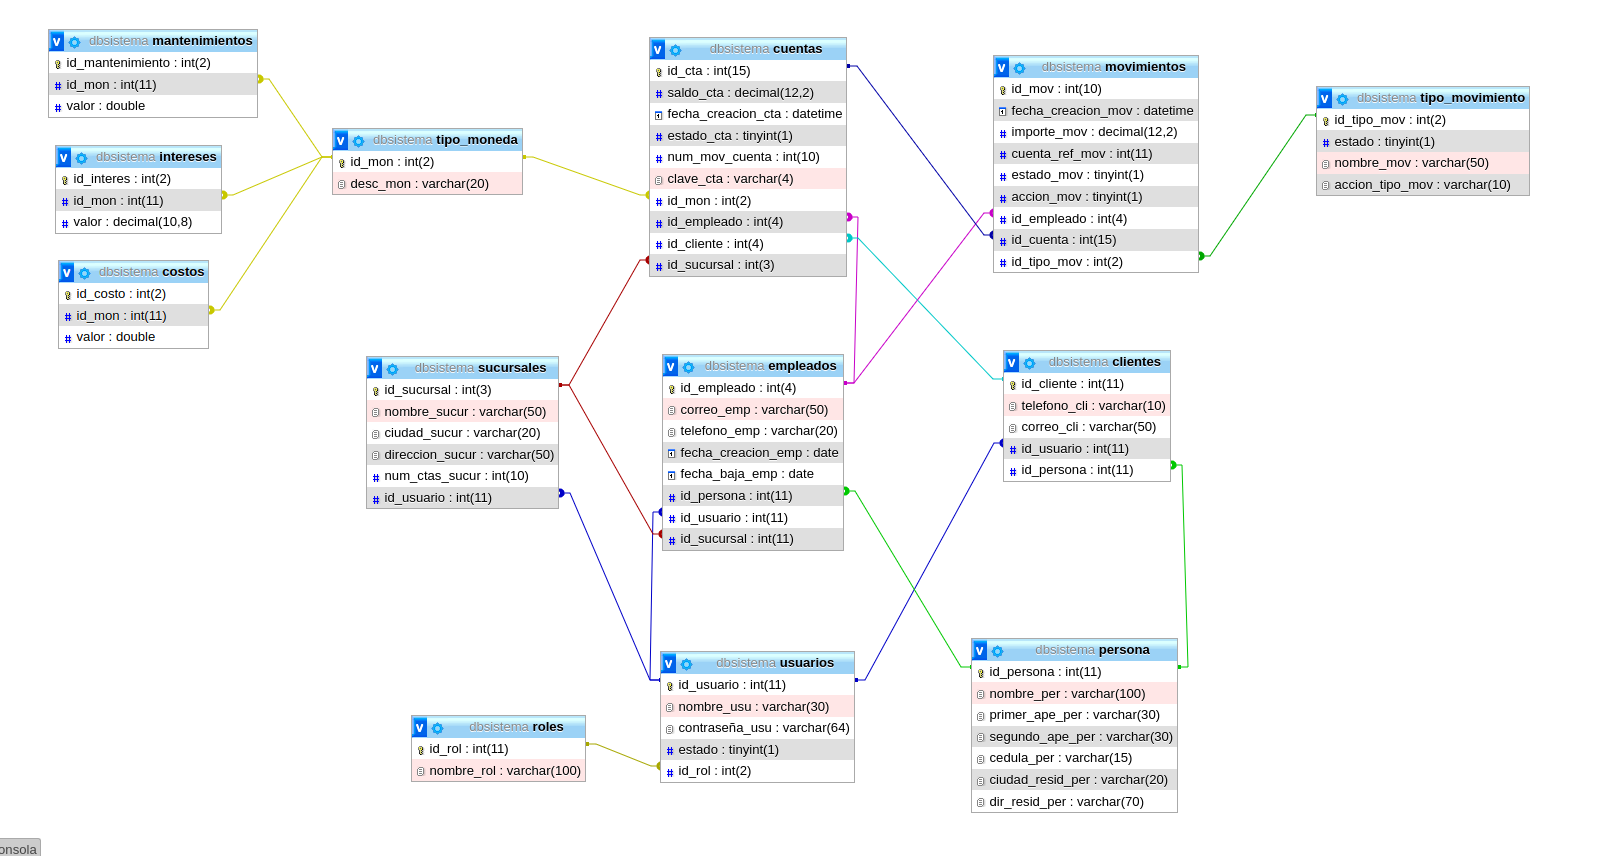 dbsistema mantenimientos
id_mantenimiento : int(2)
id_mon : int(11)
valor : double
dbsistema intereses
id_interes : int(2)
id_mon : int(11)
valor : decimal(10,8)
dbsistema costos
id_costo : int(2)
id_mon : int(11)
valor : double
dbsistema tipo_moneda
id_mon : int(2)
desc_mon : varchar(20)
dbsistema cuentas
id_cta : int(15)
saldo_cta : decimal(12,2)
fecha_creacion_cta : datetime
estado_cta : tinyint(1)
num_mov_cuenta : int(10)
clave_cta : varchar(4)
id_mon : int(2)
id_empleado : int(4)
id_cliente : int(4)
id_sucursal : int(3)
dbsistema movimientos
id_mov : int(10)
fecha_creacion_mov : datetime
importe_mov : decimal(12,2)
cuenta_ref_mov : int(11)
estado_mov : tinyint(1)
accion_mov : tinyint(1)
id_empleado : int(4)
id_cuenta : int(15)
id_tipo_mov : int(2)
dbsistema tipo_movimiento
id_tipo_mov : int(2)
estado : tinyint(1)
nombre_mov : varchar(50)
accion_tipo_mov : varchar(10)
dbsistema sucursales
id_sucursal : int(3)
nombre_sucur : varchar(50)
ciudad_sucur : varchar(20)
direccion_sucur : varchar(50)
num_ctas_sucur : int(10)
id_usuario : int(11)
dbsistema empleados
id_empleado : int(4)
correo_emp : varchar(50)
telefono_emp : varchar(20)
fecha_creacion_emp : date
fecha_baja_emp : date
id_persona : int(11)
id_usuario : int(11)
id_sucursal : int(11)
dbsistema clientes
id_cliente : int(11)
telefono_cli : varchar(10)
correo_cli : varchar(50)
id_usuario : int(11)
id_persona : int(11)
dbsistema roles
id_rol : int(11)
nombre_rol : varchar(100)
dbsistema usuarios
id_usuario : int(11)
nombre_usu : varchar(30)
contraseña_usu : varchar(64)
estado : tinyint(1)
id_rol : int(2)
dbsistema persona
id_persona : int(11)
nombre_per : varchar(100)
primer_ape_per : varchar(30)
segundo_ape_per : varchar(30)
cedula_per : varchar(15)
ciudad_resid_per : varchar(20)
dir_resid_per : varchar(70)
onsola